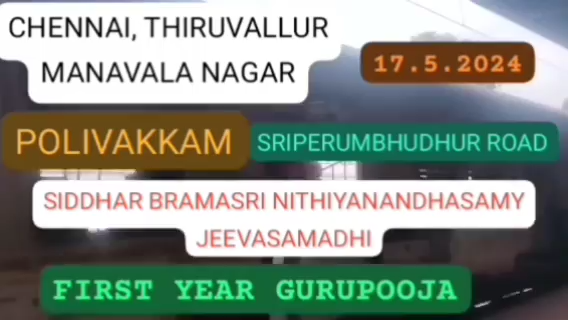 CHENNAI, THIRUVALLUR
MANAVALA NAGAR
17.5.2024
POLIVAKKAM
SRIPERUMBHUDHUR ROAD
SIDDHAR BRAMASRI NITHIYANANDHASAMY
JEEVASAMADHI
FIRST YEAR GURUPOOJA